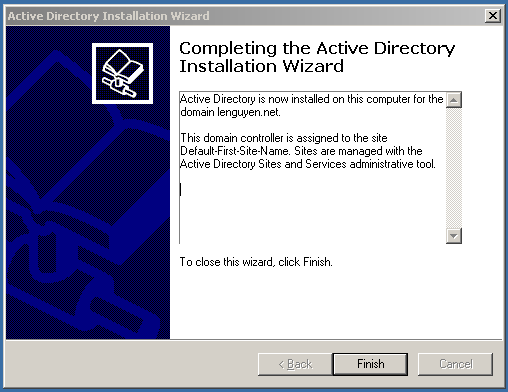 Active Directory Installation Wizard
Completing the Active Directory
Installation Wizard
Active Directory is now installed on this computer for the
domain lenguyen.net.
This domain controller is assigned to the site
Default-First-Site-Name. Sites are managed with the
Active Directory Sites and Services administrative tool.
To close this wizard, click Finish.
< Back
Finish
Cancel